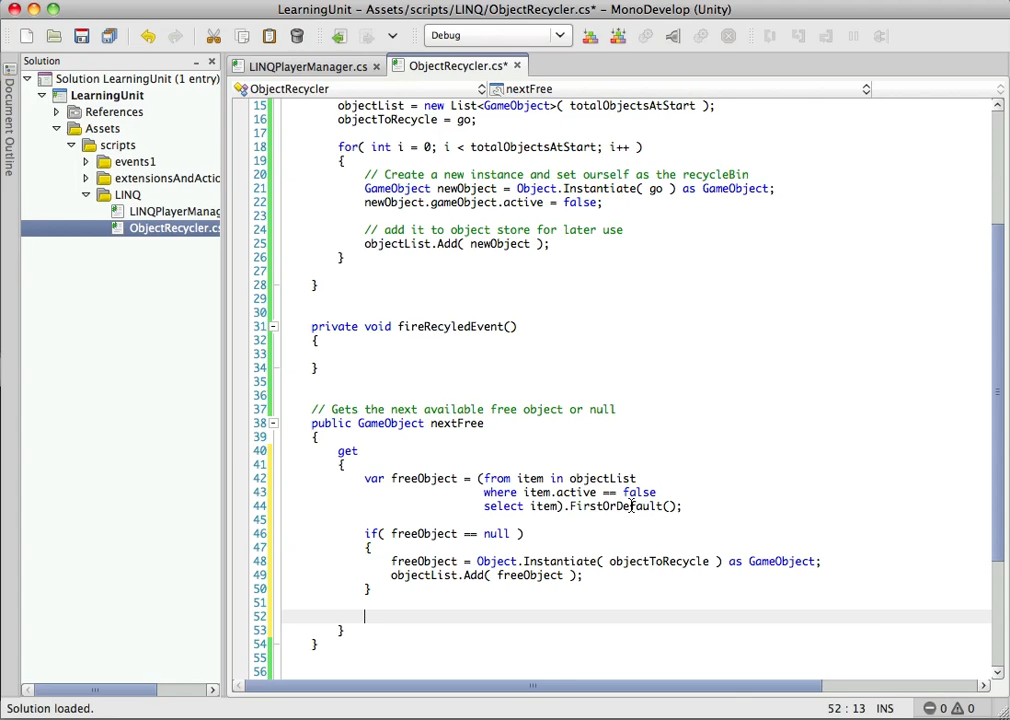 LearningUnit - Assets/scripts/LINQ/ObjectRecycler.cs* - MonoDevelop (Unity)
Debug
Solution
LINQPlayerManager.cs
ObjectRecycler.cs*
Document Outline
Solution LearningUnit (1 entry)
LearningUnit
References
Assets
scripts
events1
extensionsAndActic
LINQ
LINQPlayerManag
ObjectRecycler.cs
ObjectRecycler
nextFree
15 objectList = new List<GameObject>( totalObjectsAtStart );
16 objectToRecycle = go;
17
18 for( int i = 0; i < totalObjectsAtStart; i++ )
19 {
20 // Create a new instance and set ourself as the recycleBin
21 GameObject newObject = Object.Instantiate( go ) as GameObject;
22 newObject.gameObject.active = false;
23
24 // add it to object store for later use
25 objectList.Add( newObject );
26 }
27
28 }
29
30
31 private void fireRecyledEvent()
32 {
33
34 }
35
36
37 // Gets the next available free object or null
38 public GameObject nextFree
39 {
40 get
41 {
42 var freeObject = (from item in objectList
43 where item.active == false
44 select item).FirstOrDefault();
45
46 if( freeObject == null )
47 {
48 freeObject = Object.Instantiate( objectToRecycle ) as GameObject;
49 objectList.Add( freeObject );
50 }
51
52
53 }
54 }
55
56
Solution loaded.
52 : 13 INS
0 0